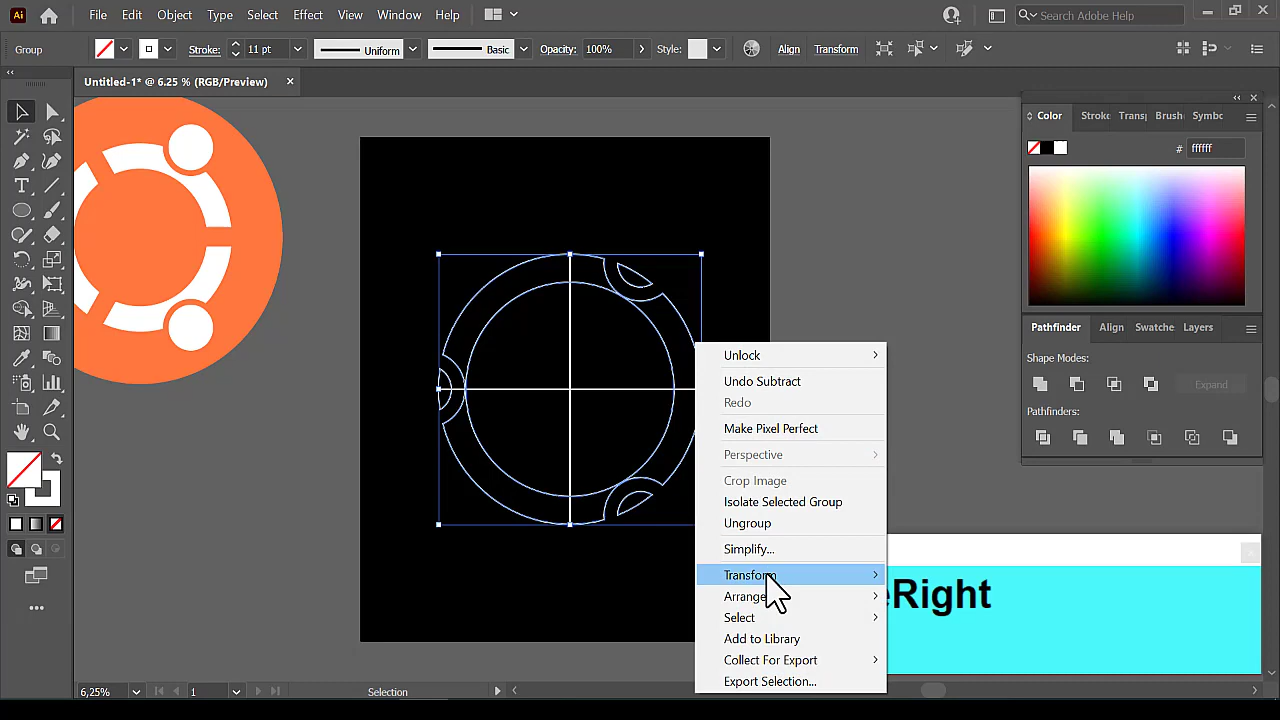 Ai File Edit Object Type Select Effect View Window Help Search Adobe Help
Group Stroke: 11 pt Uniform Basic Opacity: 100% Style: Align Transform
Untitled-1* @ 6.25 % (RGB/Preview)
Color Stroke Transp Brush Symbc
# ffffff
Pathfinder Align Swatche Layers
Shape Modes:
Expand
Pathfinders:
Unlock
Undo Subtract
Redo
Make Pixel Perfect
Perspective
Crop Image
Isolate Selected Group
Ungroup
Simplify...
Transform
Arrange
Select
Add to Library
Collect For Export
Export Selection...
eRight
6,25% 1 Selection